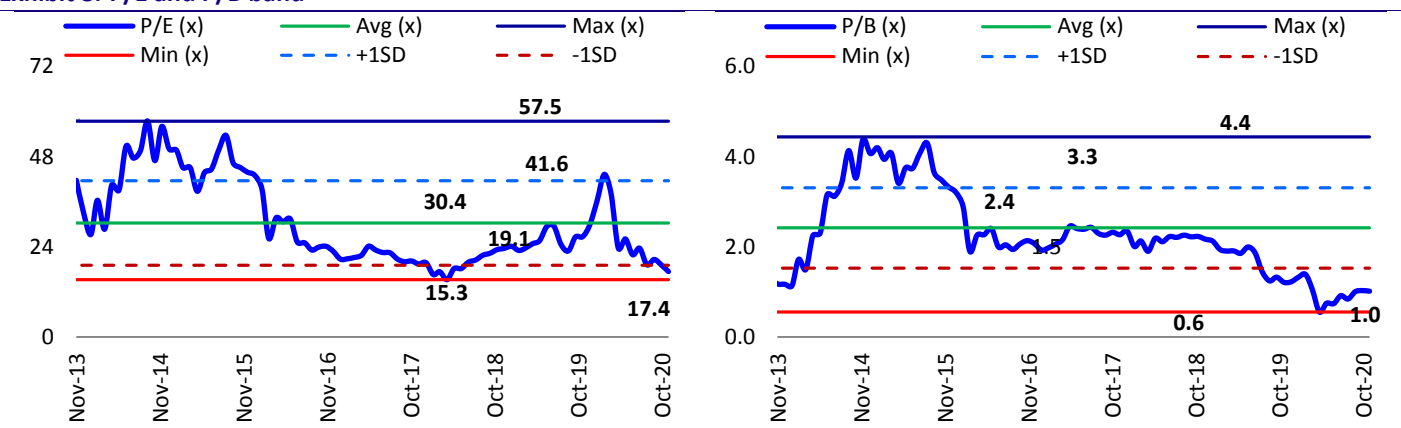 P/E (x) Avg (x) Max (x)
Min (x) +1SD -1SD
72
48
24
0
57.5
41.6
30.4
19.1
15.3
17.4
Nov-13
Nov-14
Nov-15
Nov-16
Oct-17
Oct-18
Oct-19
Oct-20
P/B (x) Avg (x) Max (x)
Min (x) +1SD -1SD
6.0
4.0
2.0
0.0
4.4
3.3
2.4
1.5
0.6
1.0
Nov-13
Nov-14
Nov-15
Nov-16
Oct-17
Oct-18
Oct-19
Oct-20